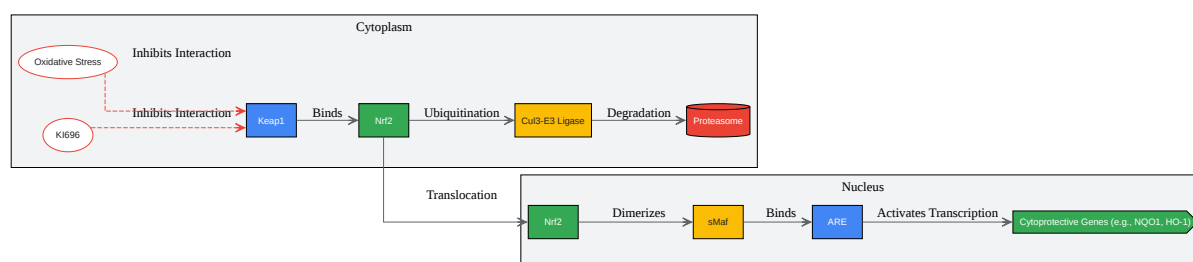 Cytoplasm
Oxidative Stress
Inhibits Interaction
Inhibits Interaction
KI696
Keap1
Binds
Nrf2
Ubiquitination
Cul3-E3 Ligase
Degradation
Proteasome
Translocation
Nucleus
Nrf2
Dimerizes
sMaf
Binds
ARE
Activates Transcription
Cytoprotective Genes (e.g., NQO1, HO-1)